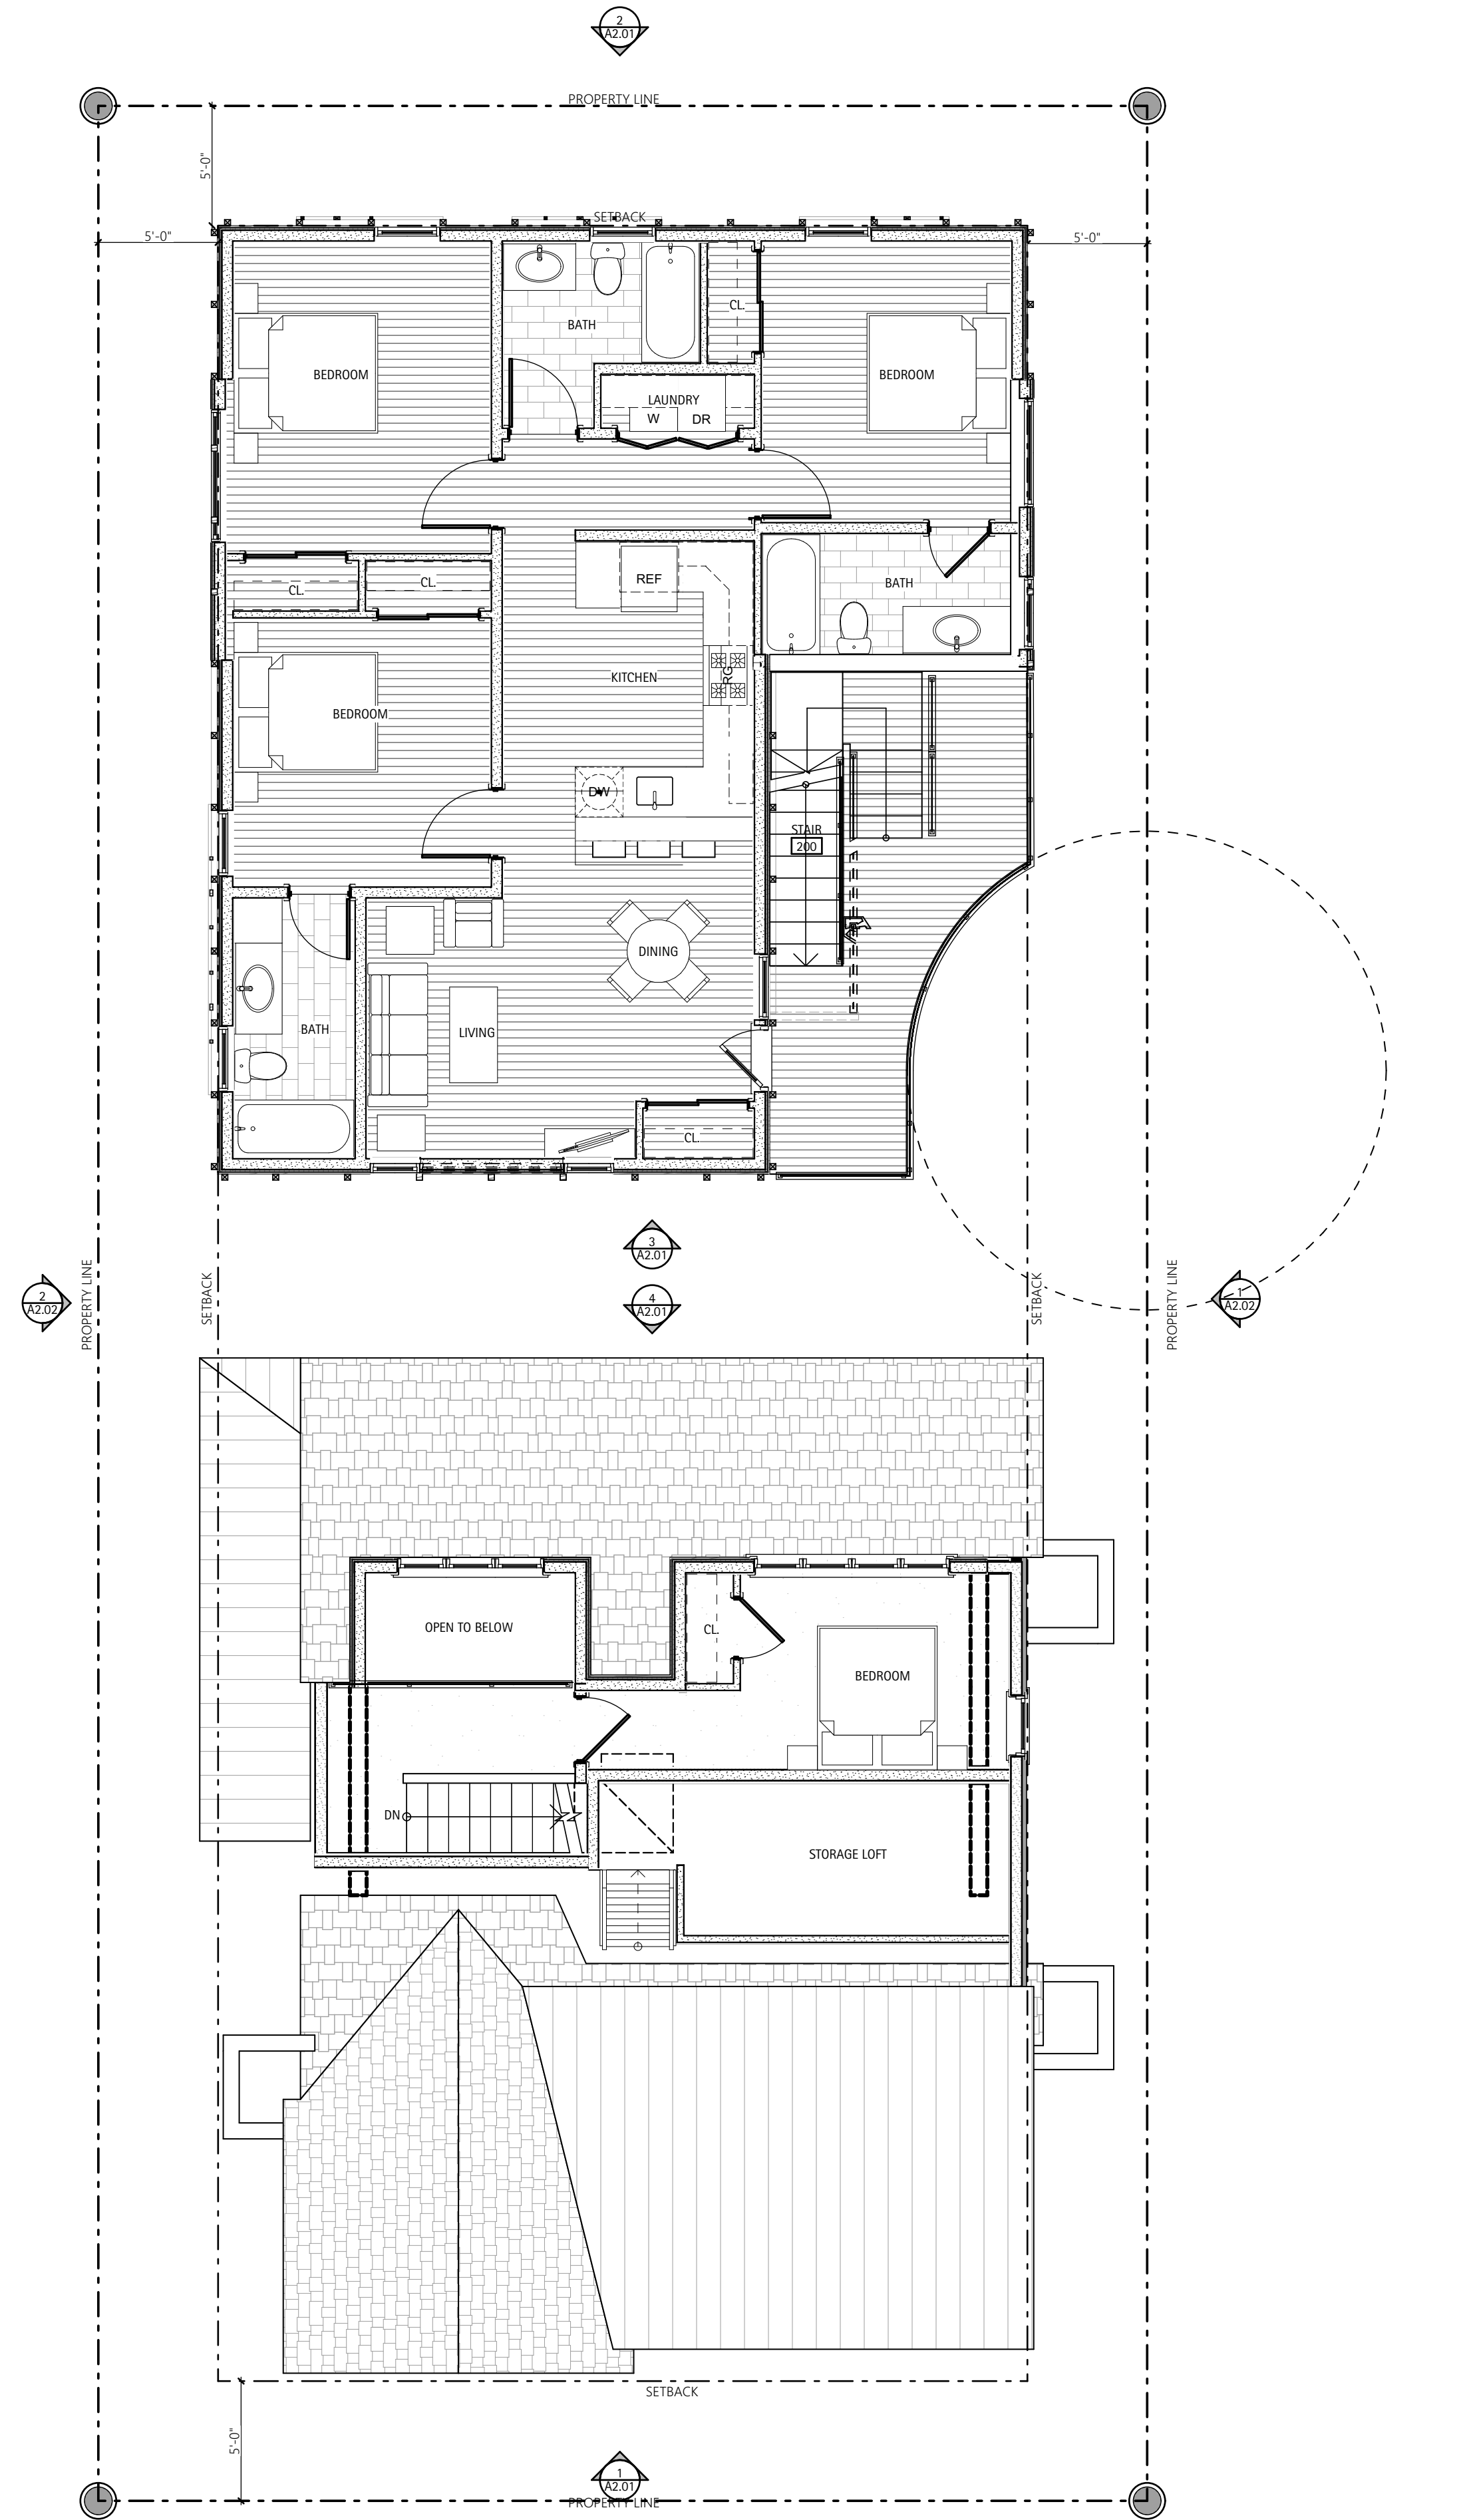 2
A2.01
PROPERTY LINE
5'-0"
SETBACK
5'-0"
5'-0"
CL.
BATH
BEDROOM
BEDROOM
LAUNDRY
W
DR
REF
BATH
CL.
CL.
KITCHEN
RG
BEDROOM
DW
STAIR
200
DINING
LIVING
BATH
CL.
3
A2.01
4
A2.01
2
A2.02
PROPERTY LINE
SETBACK
SETBACK
PROPERTY LINE
1
A2.02
OPEN TO BELOW
CL.
BEDROOM
DN
STORAGE LOFT
SETBACK
5'-0"
1
A2.01
PROPERTY LINE